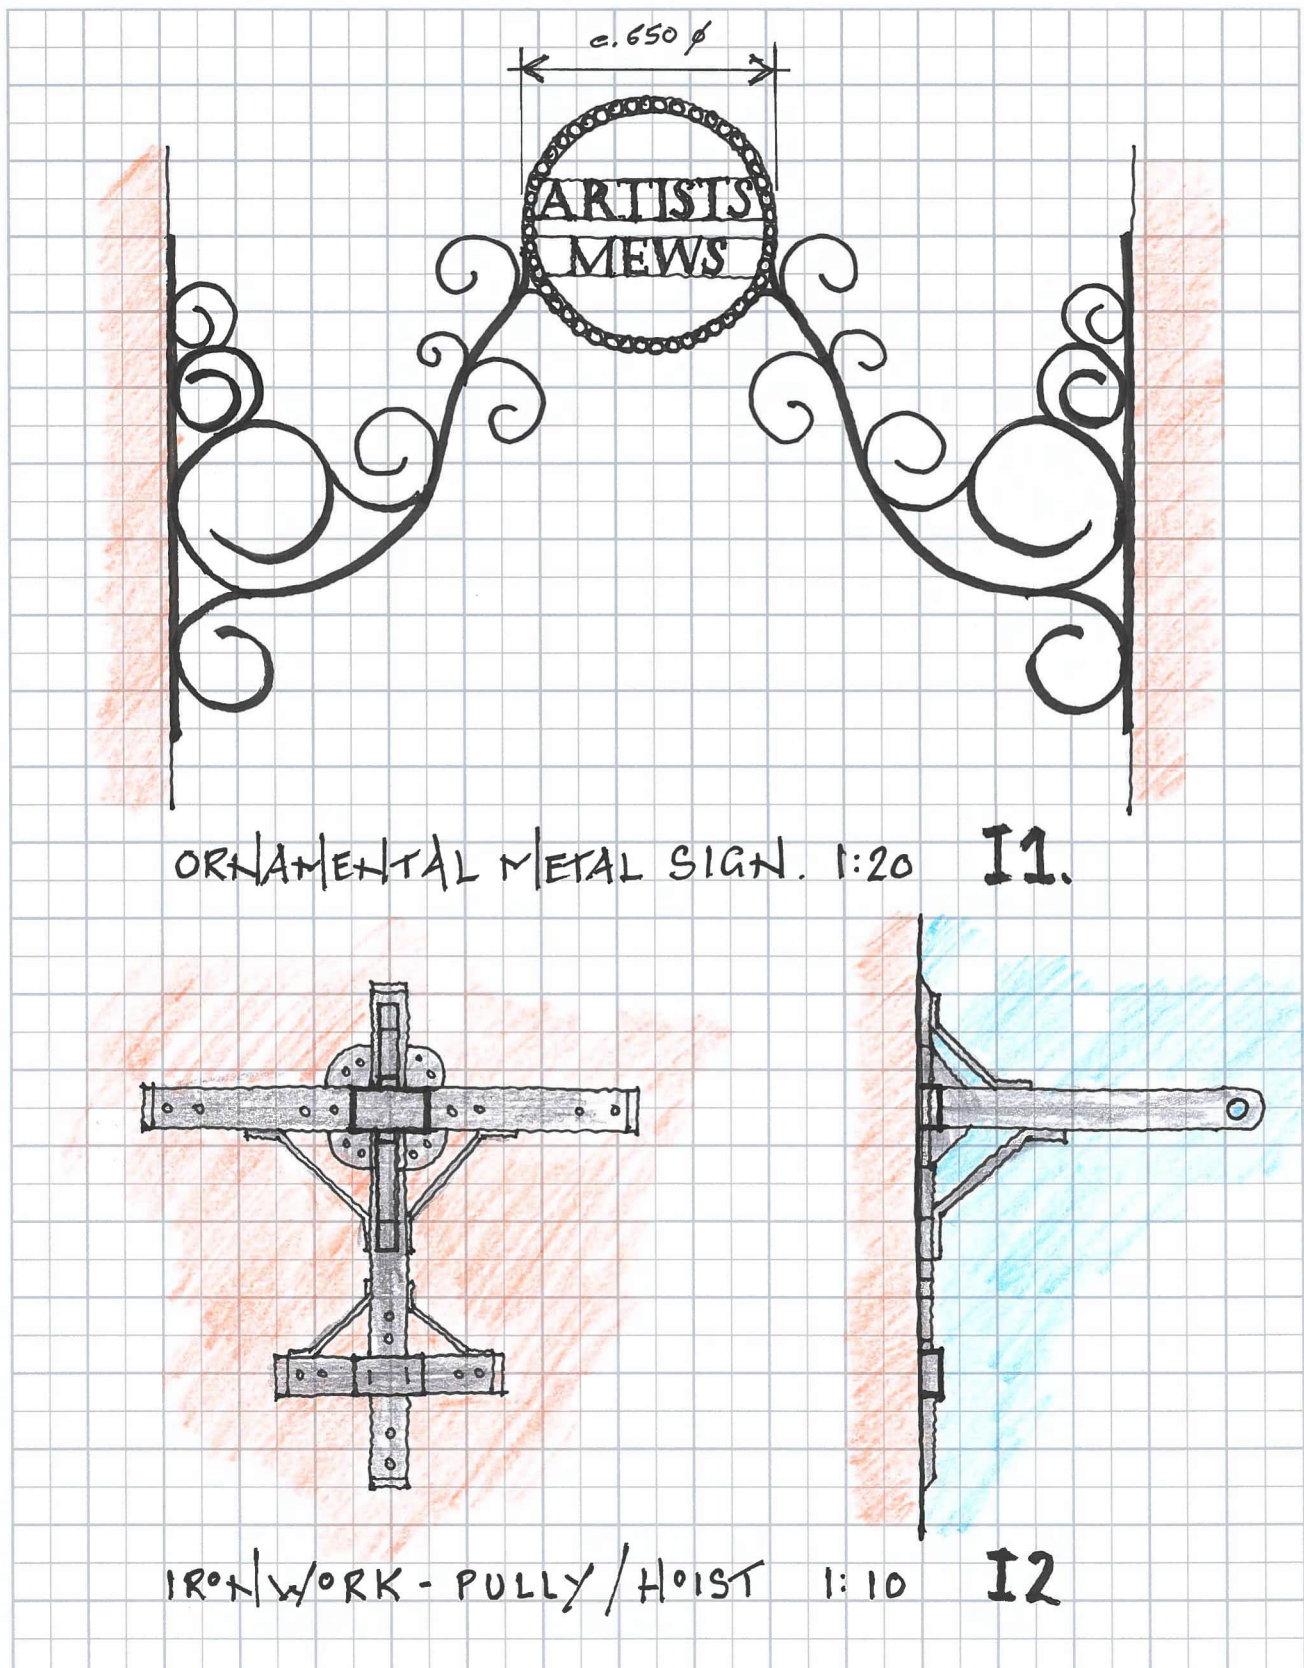 c. 650 ø
ARTISTS
MEWS
ORNAMENTAL METAL SIGN. 1:20 I1.
IRONWORK - PULLY/HOIST 1:10 I2